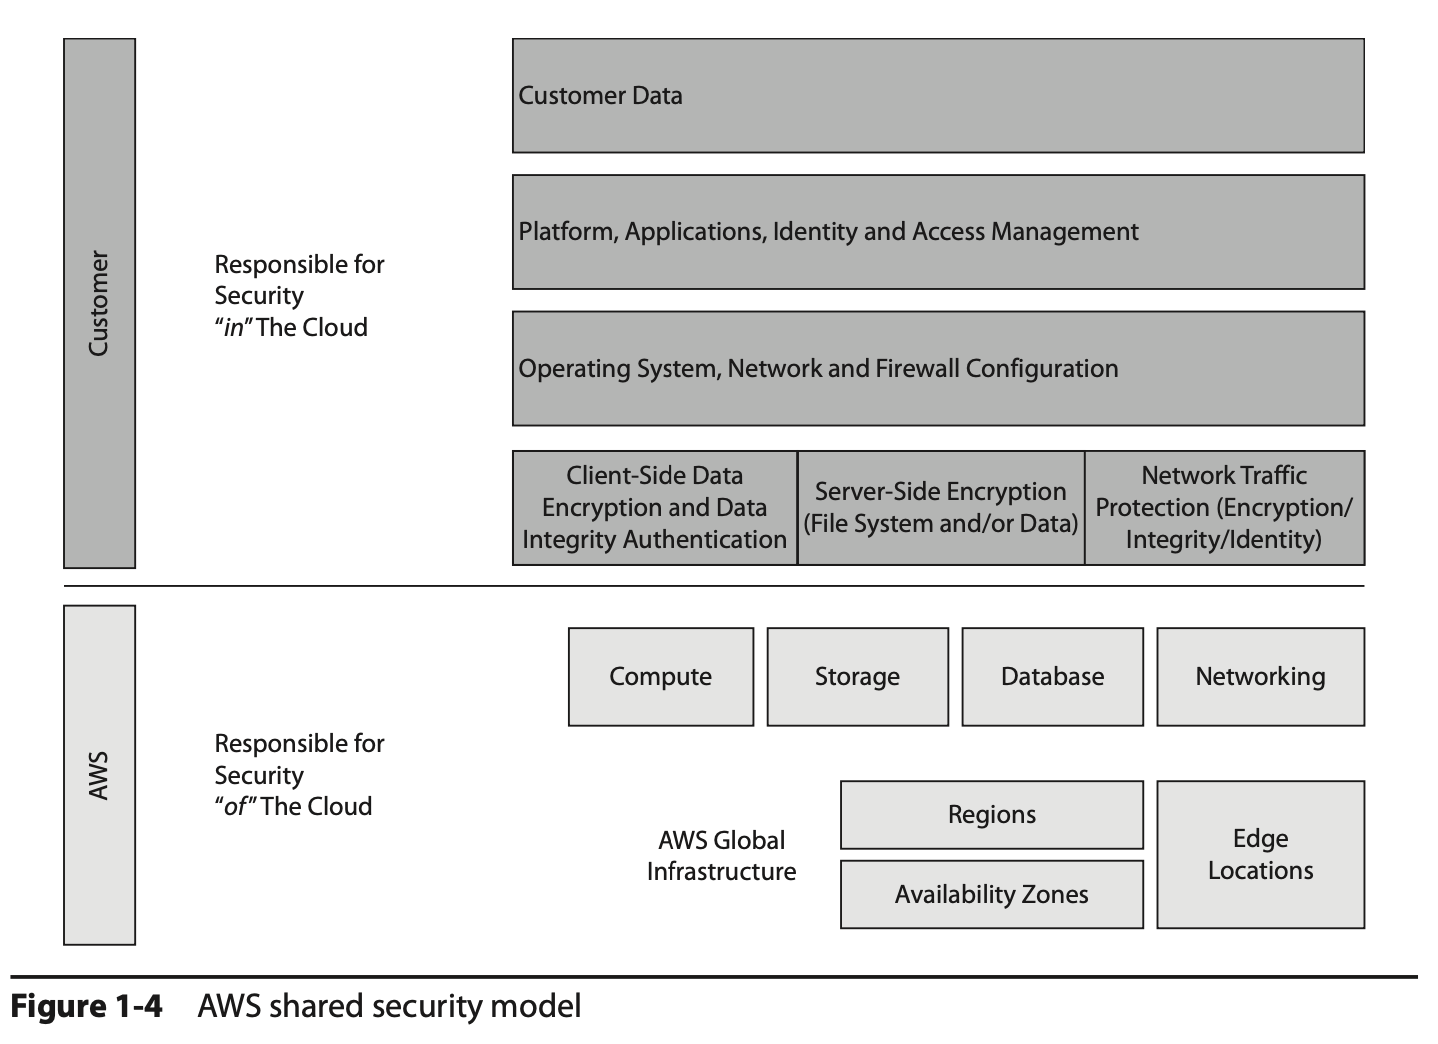 Customer
Responsible for
Security
“in” The Cloud
Customer Data
Platform, Applications, Identity and Access Management
Operating System, Network and Firewall Configuration
Client-Side Data
Encryption and Data
Integrity Authentication
Server-Side Encryption
(File System and/or Data)
Network Traffic
Protection (Encryption/
Integrity/Identity)
AWS
Responsible for
Security
“of” The Cloud
Compute
Storage
Database
Networking
AWS Global
Infrastructure
Regions
Availability Zones
Edge
Locations
Figure 1-4 AWS shared security model